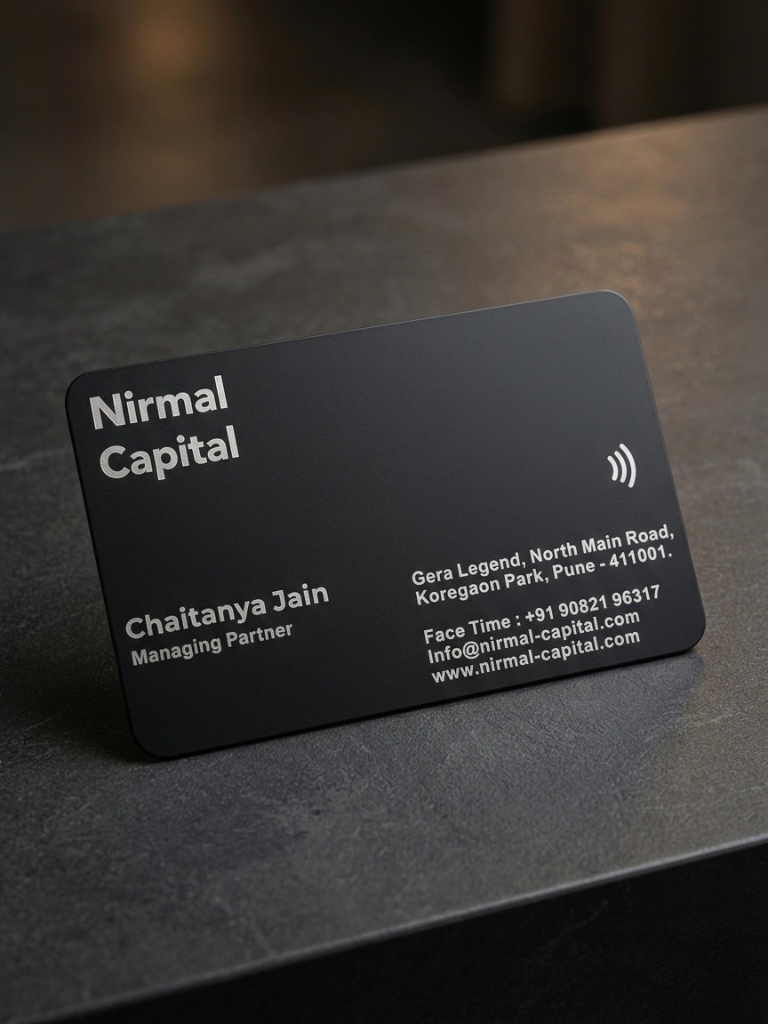 Nirmal
Capital
Chaitanya Jain
Managing Partner
Gera Legend, North Main Road,
Koregaon Park, Pune - 411001.
Face Time : +91 90821 96317
Info@nirmal-capital.com
www.nirmal-capital.com